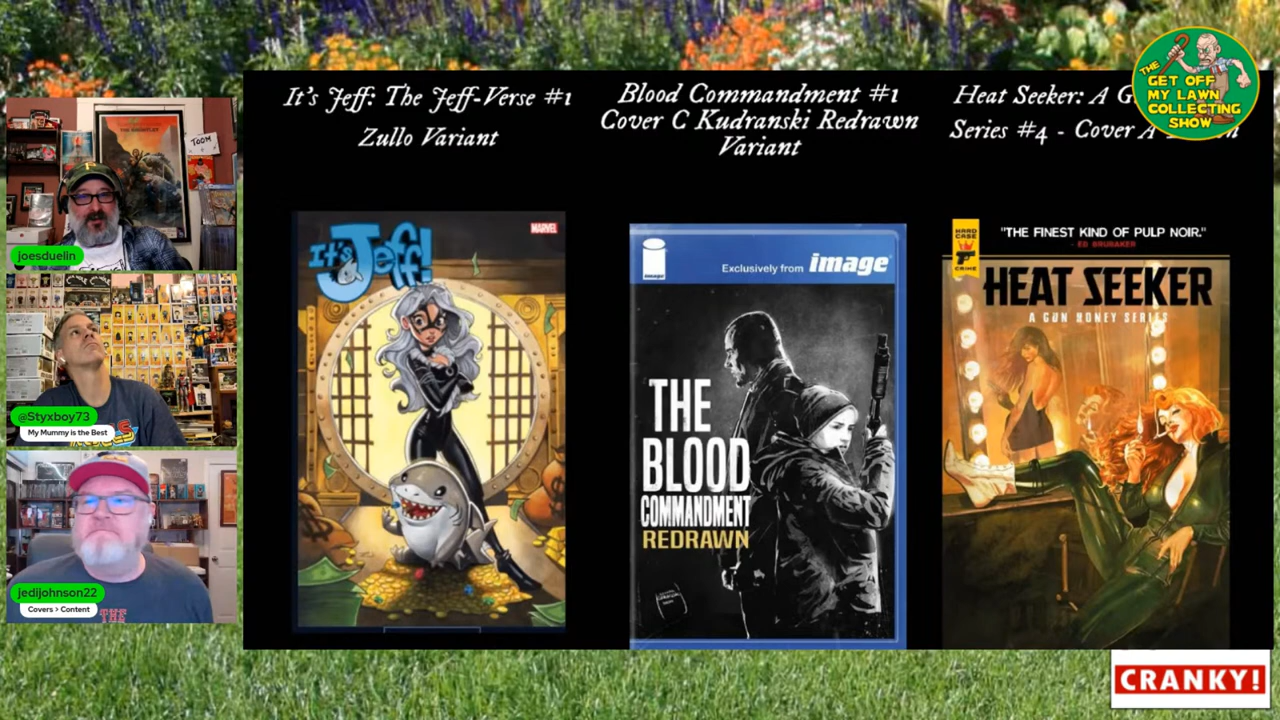 It's Jeff: The Jeff-Verse #1
Zullo Variant
Blood Commandment #1
Cover C Kudranski Redrawn
Variant
Heat Seeker: A G
Series #4 - Cover A
THE
GET OFF
MY LAWN
COLLECTING
SHOW
TOOM
joesduelin
@Styxboy73
My Mummy is the Best
jedijohnson22
Covers > Content
THE
It's Jeff!
MARVEL
image
Exclusively from image
THE
BLOOD
COMMANDMENT
REDRAWN
HARD
CASE
CRIME
"THE FINEST KIND OF PULP NOIR."
- ED BRUBAKER
HEAT SEEKER
A GUN HONEY SERIES
CRANKY!